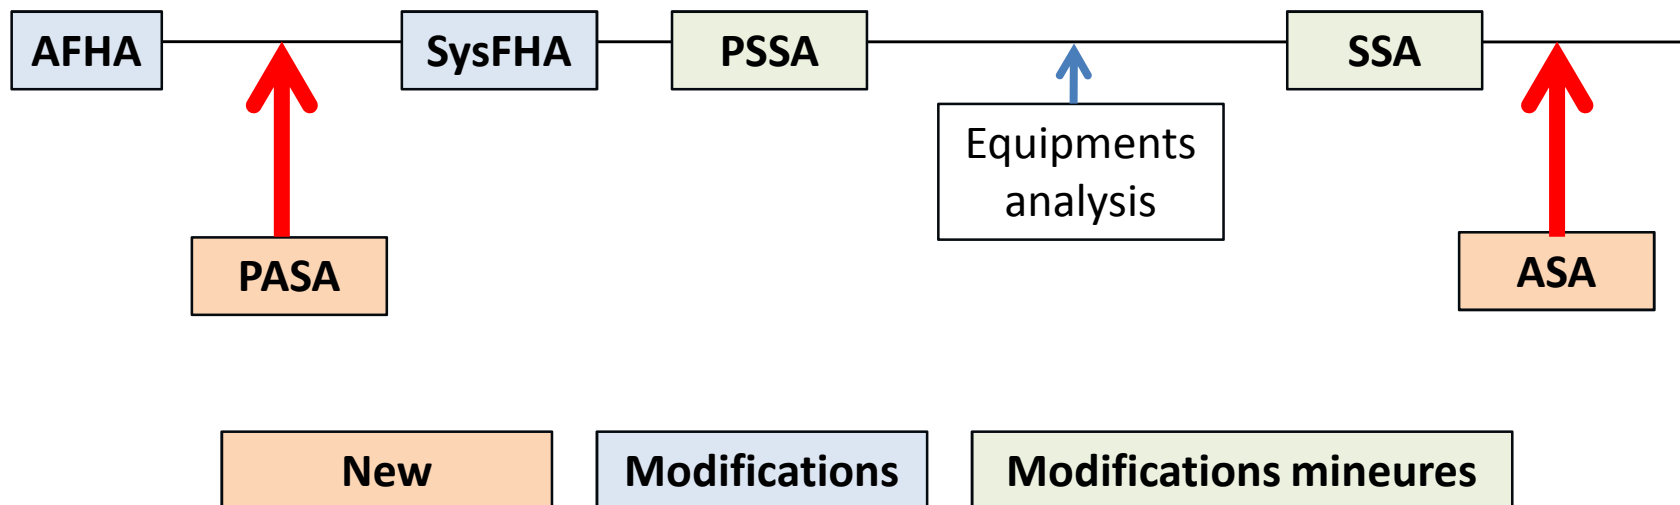 AFHA
SysFHA
PSSA
SSA
Equipments
analysis
PASA
ASA
New
Modifications
Modifications mineures